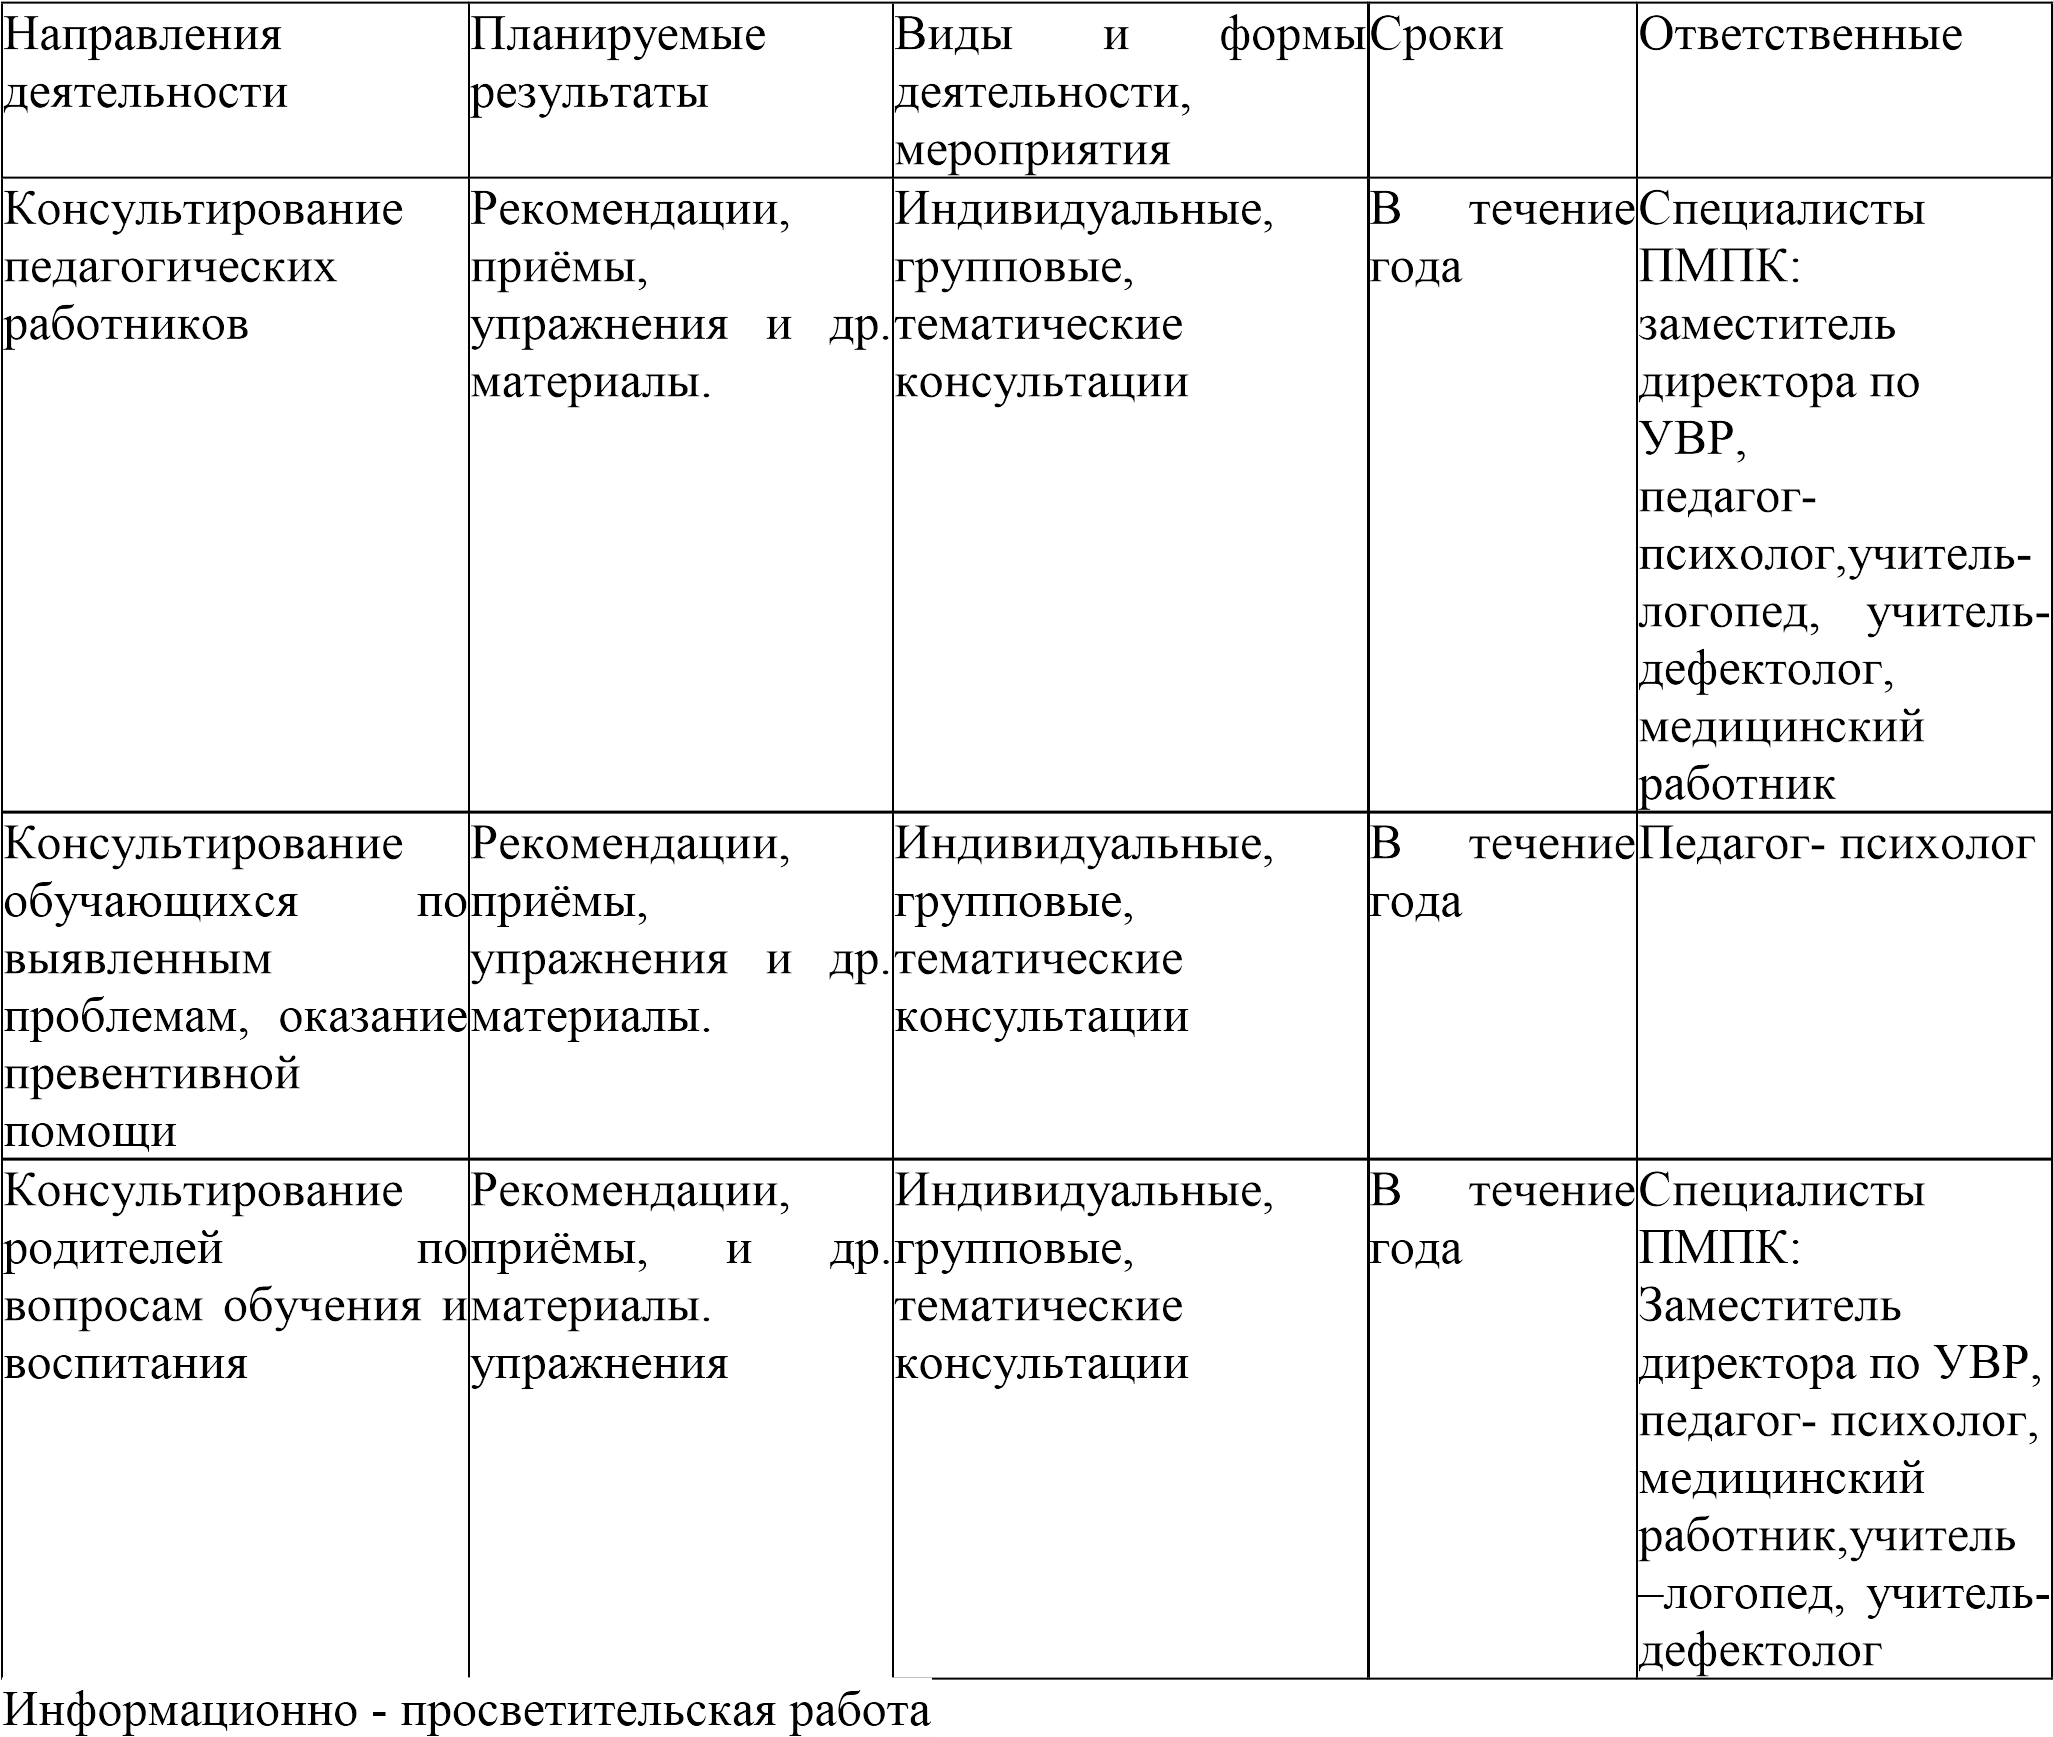 Направления
деятельности
Планируемые
результаты
Виды и формы
деятельности,
мероприятия
Сроки
Ответственные
Консультирование
педагогических
работников
Рекомендации,
приёмы,
упражнения и др.
материалы.
Индивидуальные,
групповые,
тематические
консультации
В течение
года
Специалисты
ПМПК:
заместитель
директора по
УВР,
педагог-
психолог,учитель-
логопед, учитель-
дефектолог,
медицинский
работник
Консультирование
обучающихся по
выявленным
проблемам, оказание
превентивной
помощи
Рекомендации,
приёмы,
упражнения и др.
материалы.
Индивидуальные,
групповые,
тематические
консультации
В течение
года
Педагог- психолог
Консультирование
родителей по
вопросам обучения и
воспитания
Рекомендации,
приёмы, и др.
материалы.
упражнения
Индивидуальные,
групповые,
тематические
консультации
В течение
года
Специалисты
ПМПК:
Заместитель
директора по УВР,
педагог- психолог,
медицинский
работник,учитель
–логопед, учитель-
дефектолог
Информационно - просветительская работа